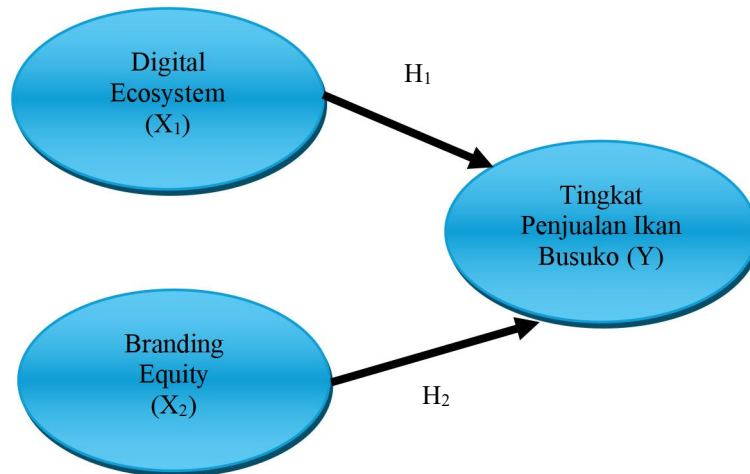 Digital
Ecosystem
(X₁)
H₁
Tingkat
Penjualan Ikan
Busuko (Y)
Branding
Equity
(X₂)
H₂